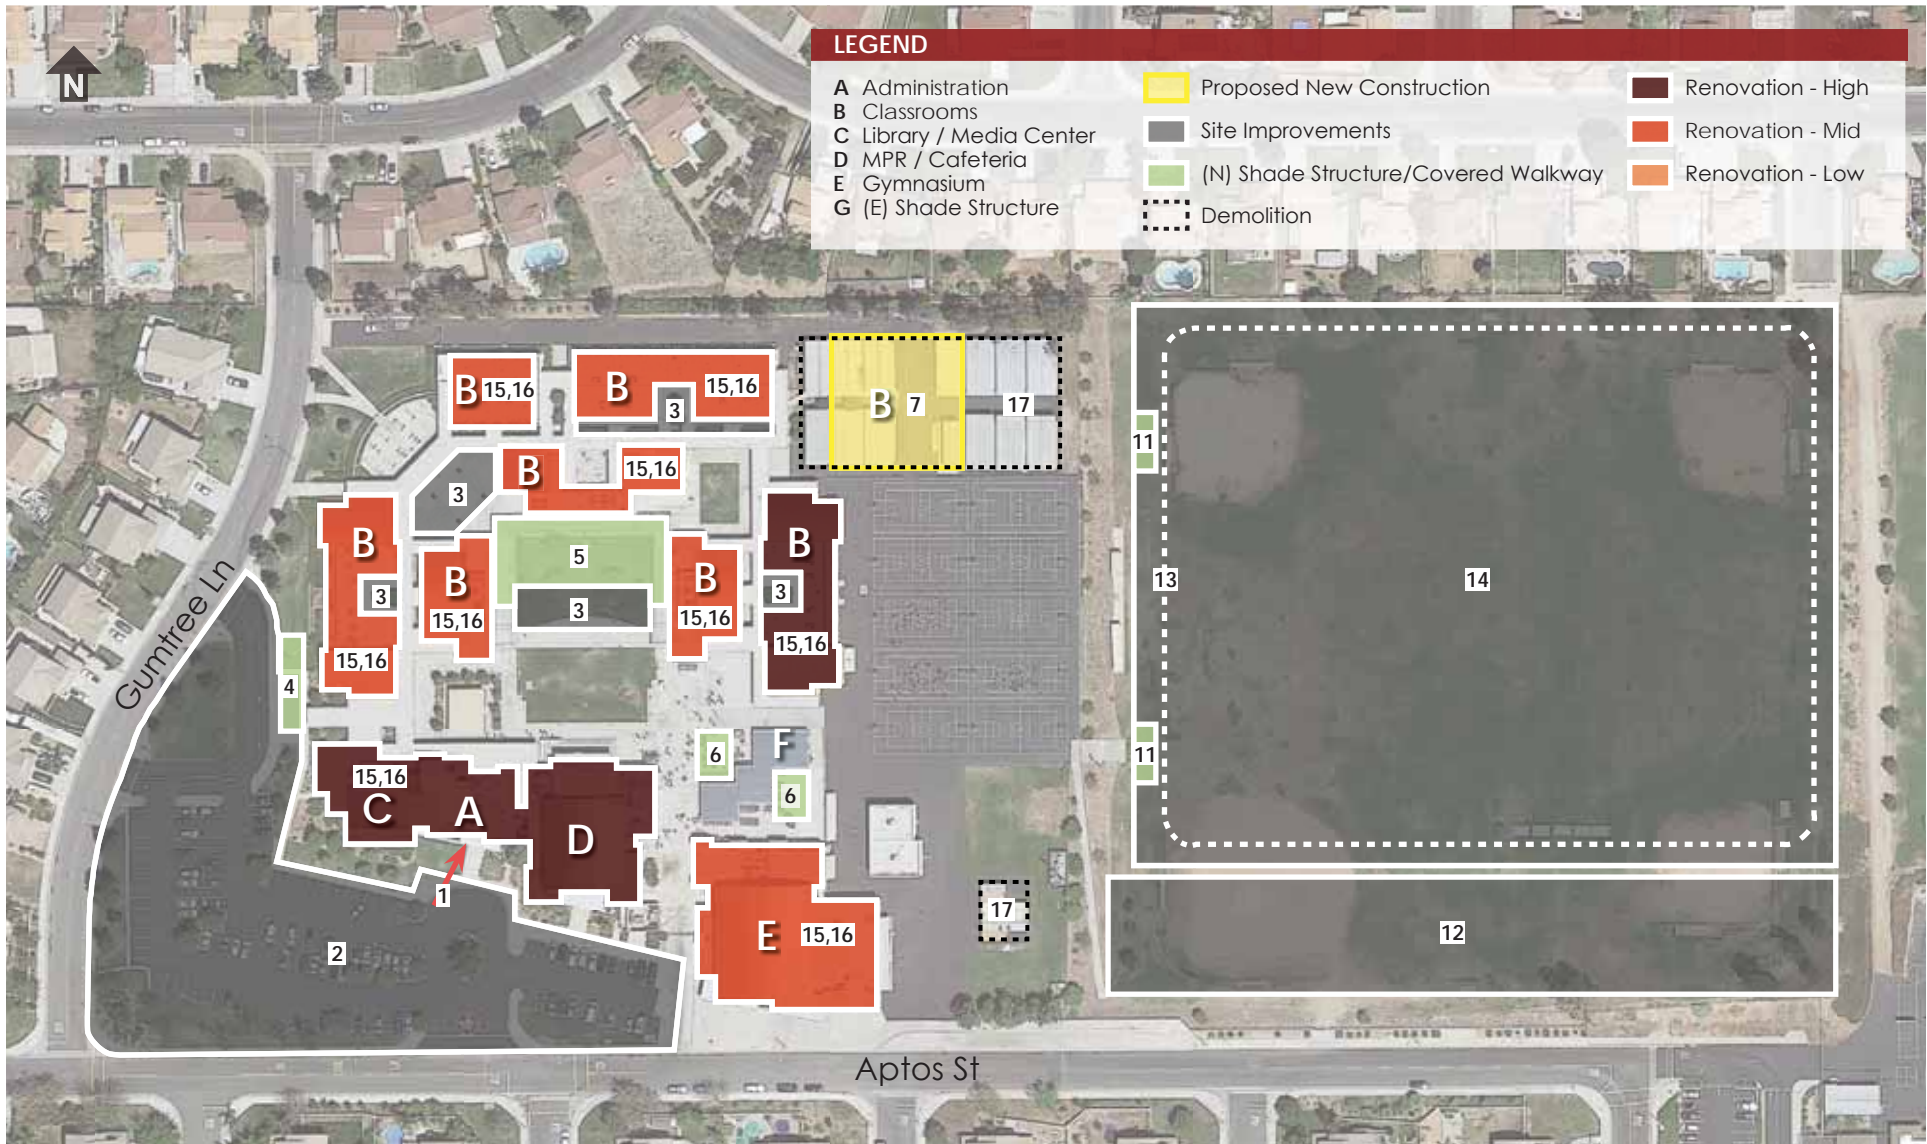 N
LEGEND
A Administration
B Classrooms
C Library / Media Center
D MPR / Cafeteria
E Gymnasium
G (E) Shade Structure
Proposed New Construction
Site Improvements
(N) Shade Structure/Covered Walkway
Demolition
Renovation - High
Renovation - Mid
Renovation - Low
B 15,16
B 15,16
3
B 7 17
B 15,16
3
11
B
B
5
B
B
3
3
3
15,16
15,16
15,16
15,16
13
14
4
Gumtree Ln
6
F
11
15,16
C
A
6
D
1
17
E 15,16
12
2
Aptos St